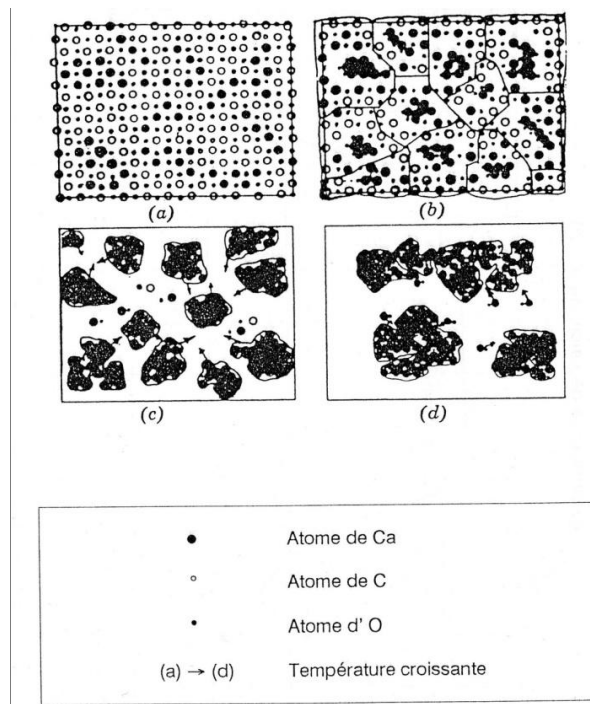 (a)
(b)
(c)
(d)
Atome de Ca
Atome de C
Atome d' O
(a) → (d) Température croissante